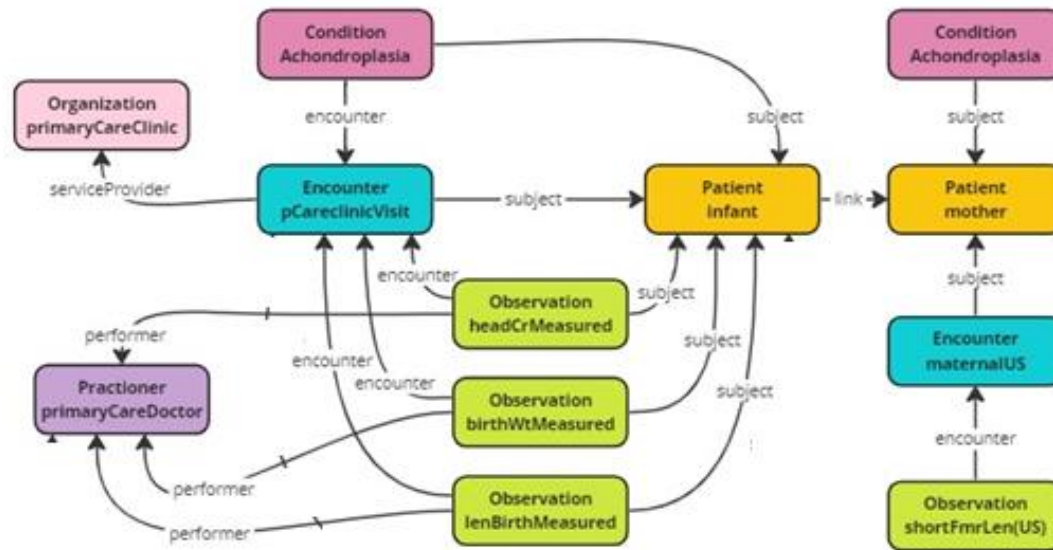 Condition
Achondroplasia
Condition
Achondroplasia
Organization
primaryCareClinic
encounter
subject
subject
serviceProvider
Encounter
pCareclinicVisit
subject
Patient
Infant
link
Patient
mother
encounter
subject
subject
Observation
headCrMeasured
performer
encounter
subject
Encounter
maternalUS
Practioner
primaryCareDoctor
encounter
subject
Observation
birthWtMeasured
encounter
performer
Observation
lenBirthMeasured
performer
Observation
shortFmrLen(US)